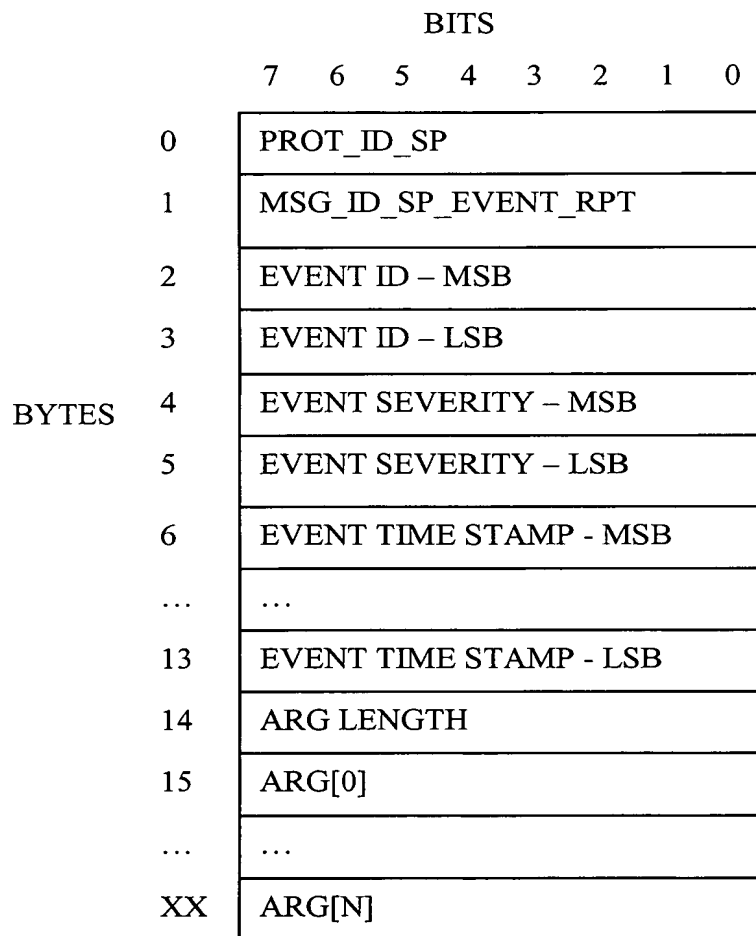 BITS
7 6 5 4 3 2 1 0
0 PROT_ID_SP
1 MSG_ID_SP_EVENT_RPT
2 EVENT ID – MSB
3 EVENT ID – LSB
BYTES 4 EVENT SEVERITY – MSB
5 EVENT SEVERITY – LSB
6 EVENT TIME STAMP - MSB
... ...
13 EVENT TIME STAMP - LSB
14 ARG LENGTH
15 ARG[0]
... ...
XX ARG[N]